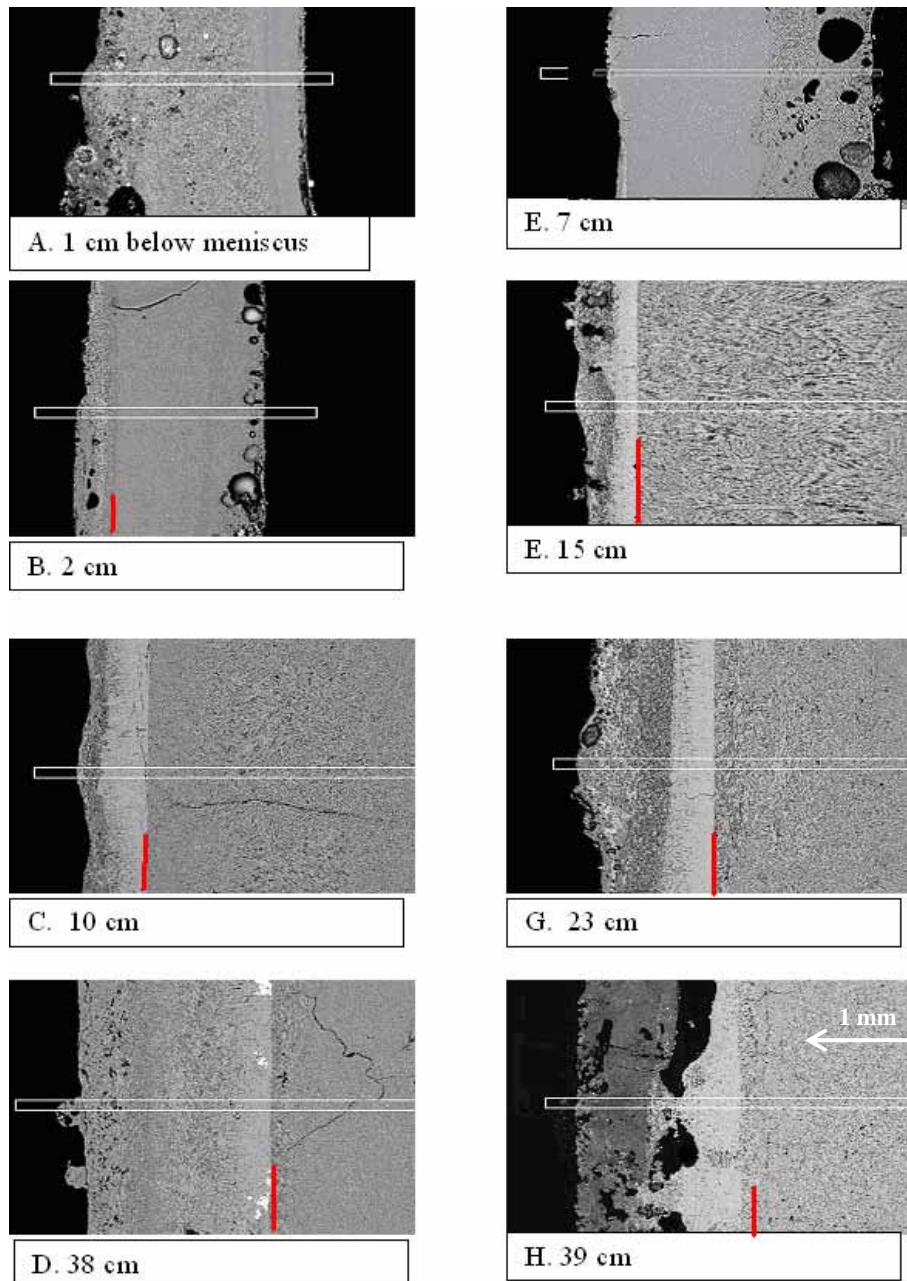 A. 1 cm below meniscus
E. 7 cm
B. 2 cm
E. 15 cm
C. 10 cm
G. 23 cm
1 mm
D. 38 cm
H. 39 cm